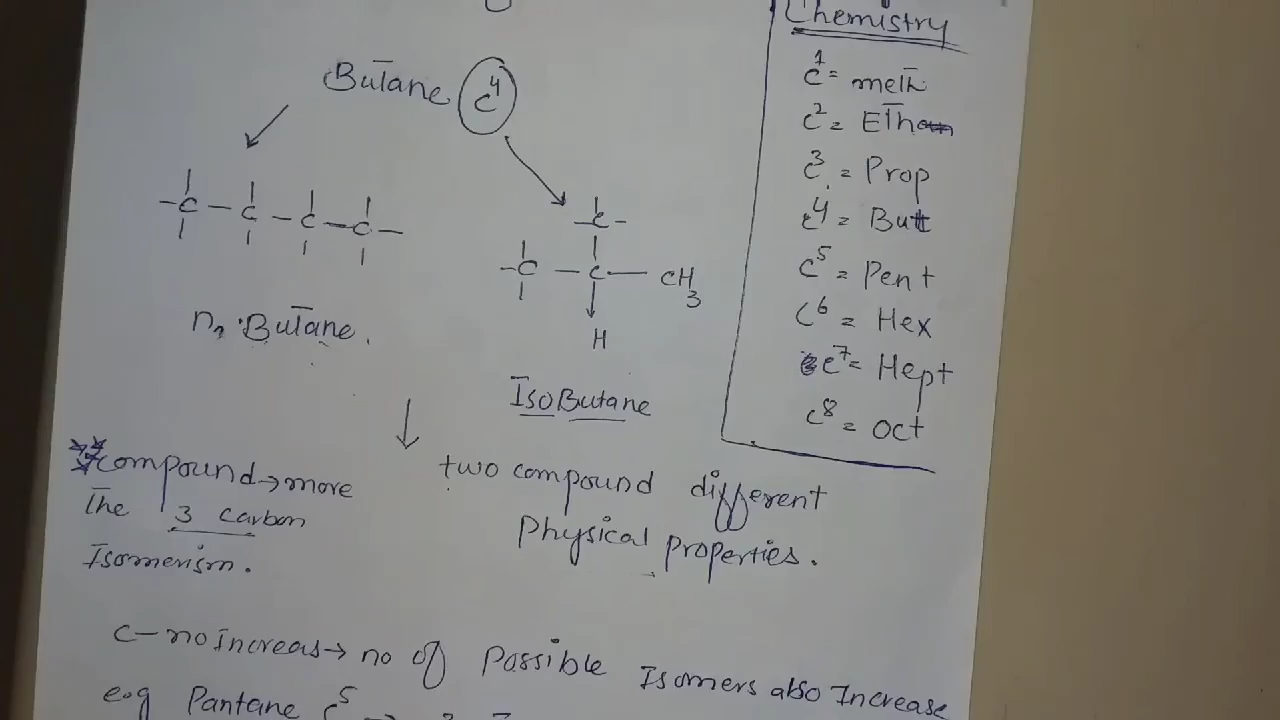 Chemistry
C¹ = meth
C² = Eth
C³ = Prop
C⁴ = But
C⁵ = Pent
C⁶ = Hex
C⁷ = Hept
C⁸ = Oct
Butane C⁴
-C-C-C-C-
n, Butane.
-C-
-C-C-CH3
H
IsoButane
Compound→more
The 3 carbon
Isomerism.
two compound different
Physical properties.
C-no Increas→ no of Possible Isomers also Increase
e.g Pantane C⁵ →